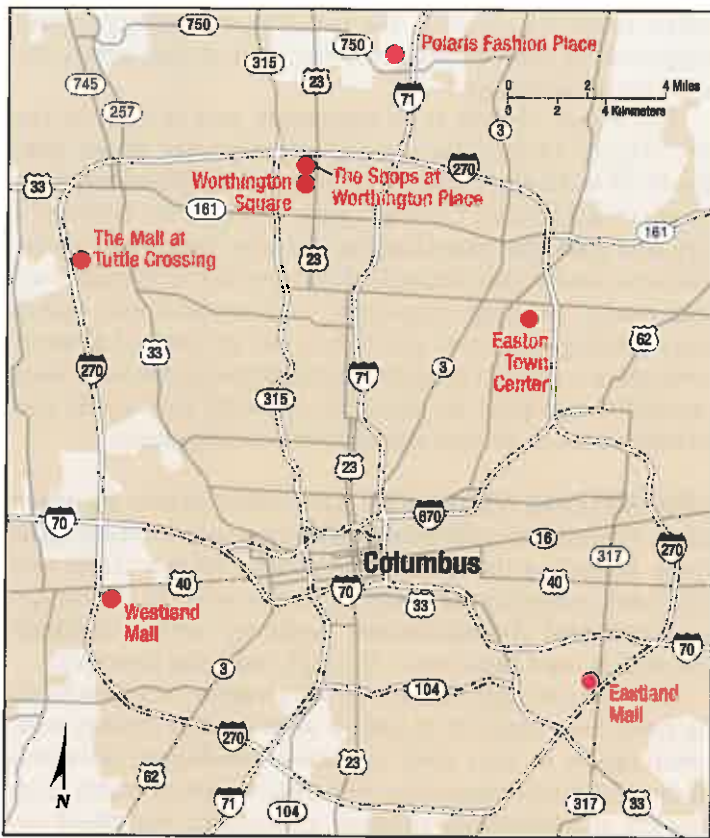 750
750
Polaris Fashion Place
315
23
745
71
257
0 2 4 Miles
0 2 4 Kilometers
3
33
270
Worthington
Square
The Shops at
Worthington Place
161
161
The Mall at
Tuttle Crossing
23
Easton
Town
Center
62
33
270
71
3
315
23
70
670
16
317
270
Columbus
40
70
33
40
Westland
Mall
70
3
104
Eastland
Mall
270
23
62
N
71
104
317
33